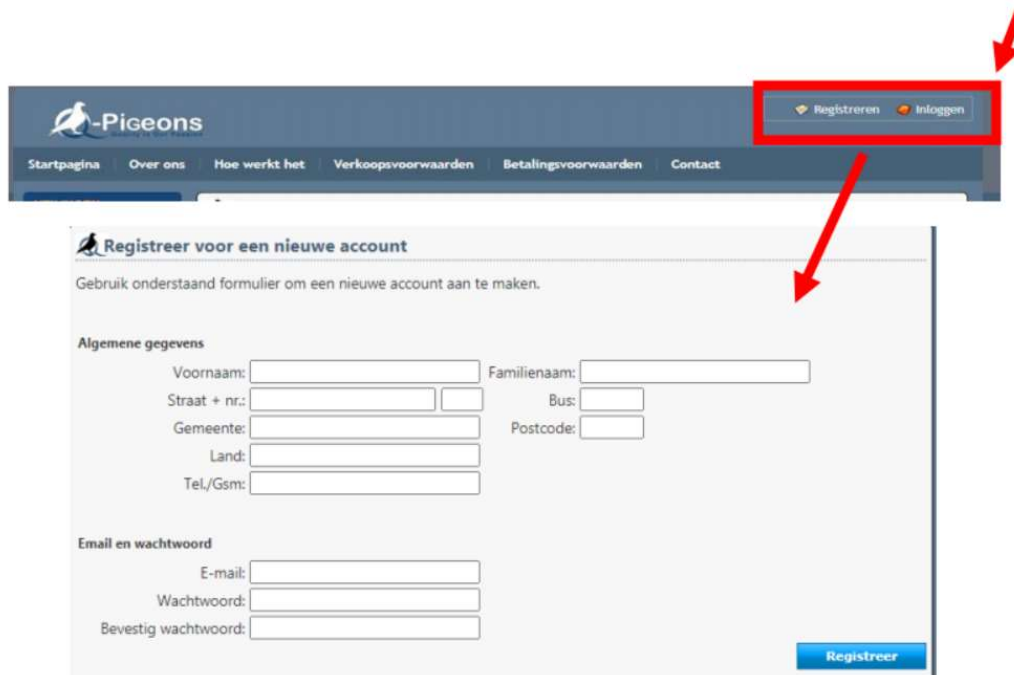 Registreren Inloggen
-Pigeons
Startpagina Over ons Hoe werkt het Verkoopsvoorwaarden Betalingsvoorwaarden Contact
Registreer voor een nieuwe account
Gebruik onderstaand formulier om een nieuwe account aan te maken.
Algemene gegevens
Voornaam: Familienaam:
Straat + nr.: Bus:
Gemeente: Postcode:
Land:
Tel./Gsm:
Email en wachtwoord
E-mail:
Wachtwoord:
Bevestig wachtwoord:
Registreer